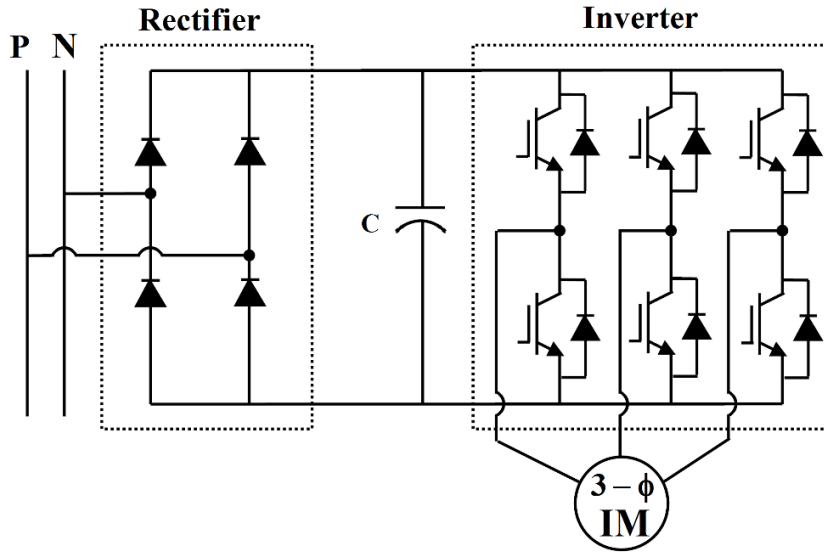 Rectifier
Inverter
P N
C
3 – ϕ
IM